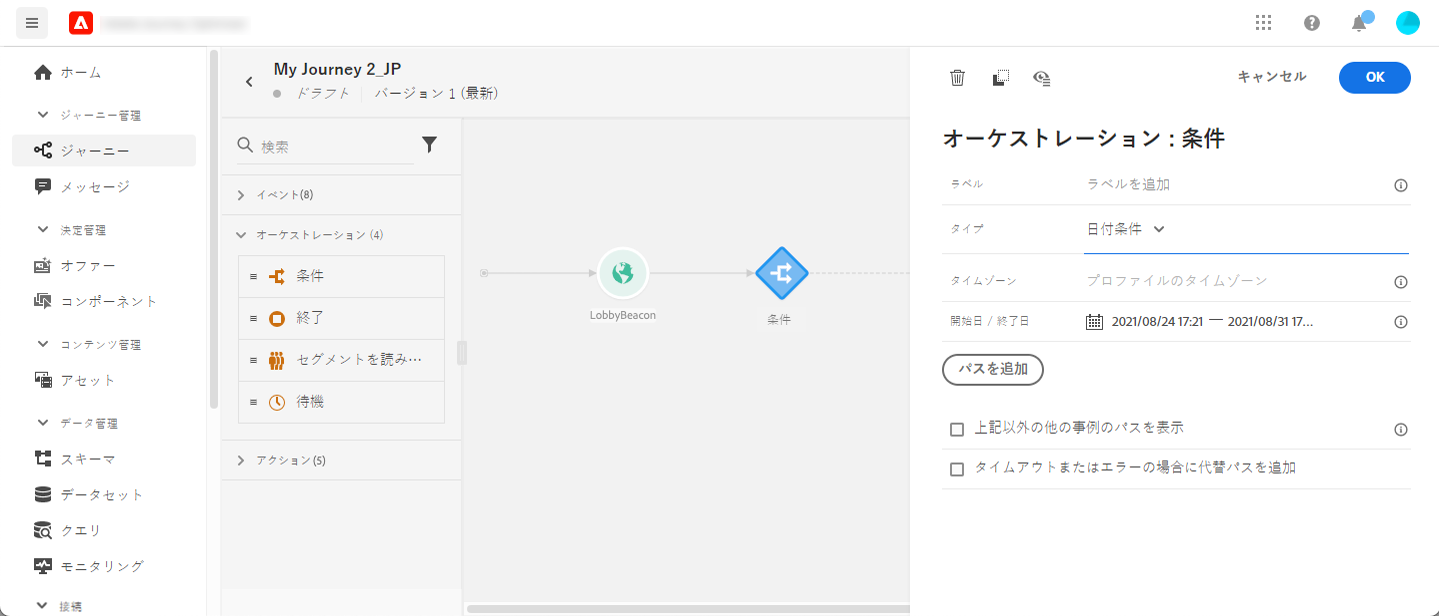 ホーム
ジャーニー管理
ジャーニー
メッセージ
決定管理
オファー
コンポーネント
コンテンツ管理
アセット
データ管理
スキーマ
データセット
クエリ
モニタリング
接続
My Journey 2_JP
ドラフト バージョン 1 (最新)
検索
イベント(8)
オーケストレーション (4)
条件
終了
セグメントを読み…
待機
アクション(5)
LobbyBeacon
条件
キャンセル OK
オーケストレーション : 条件
ラベル ラベルを追加
タイプ 日付条件
タイムゾーン プロファイルのタイムゾーン
開始日 / 終了日 2021/08/24 17:21 — 2021/08/31 17...
パスを追加
上記以外の他の事例のパスを表示
タイムアウトまたはエラーの場合に代替パスを追加